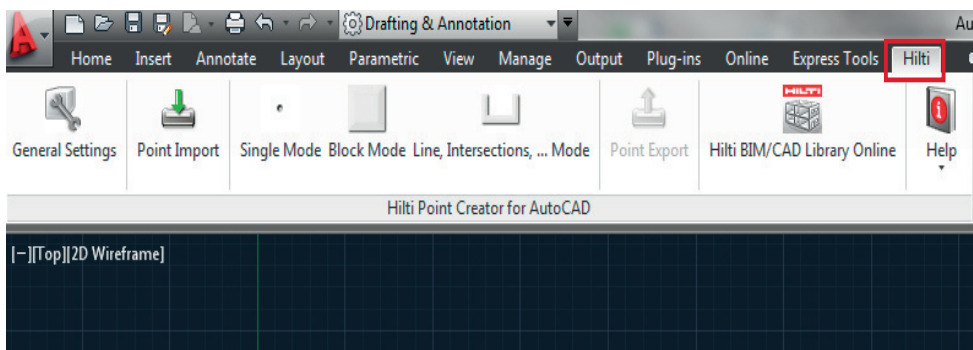 Drafting & Annotation Au
Home Insert Annotate Layout Parametric View Manage Output Plug-ins Online Express Tools Hilti
HILTI
General Settings Point Import Single Mode Block Mode Line, Intersections, ... Mode Point Export Hilti BIM/CAD Library Online Help
Hilti Point Creator for AutoCAD
[−][Top][2D Wireframe]